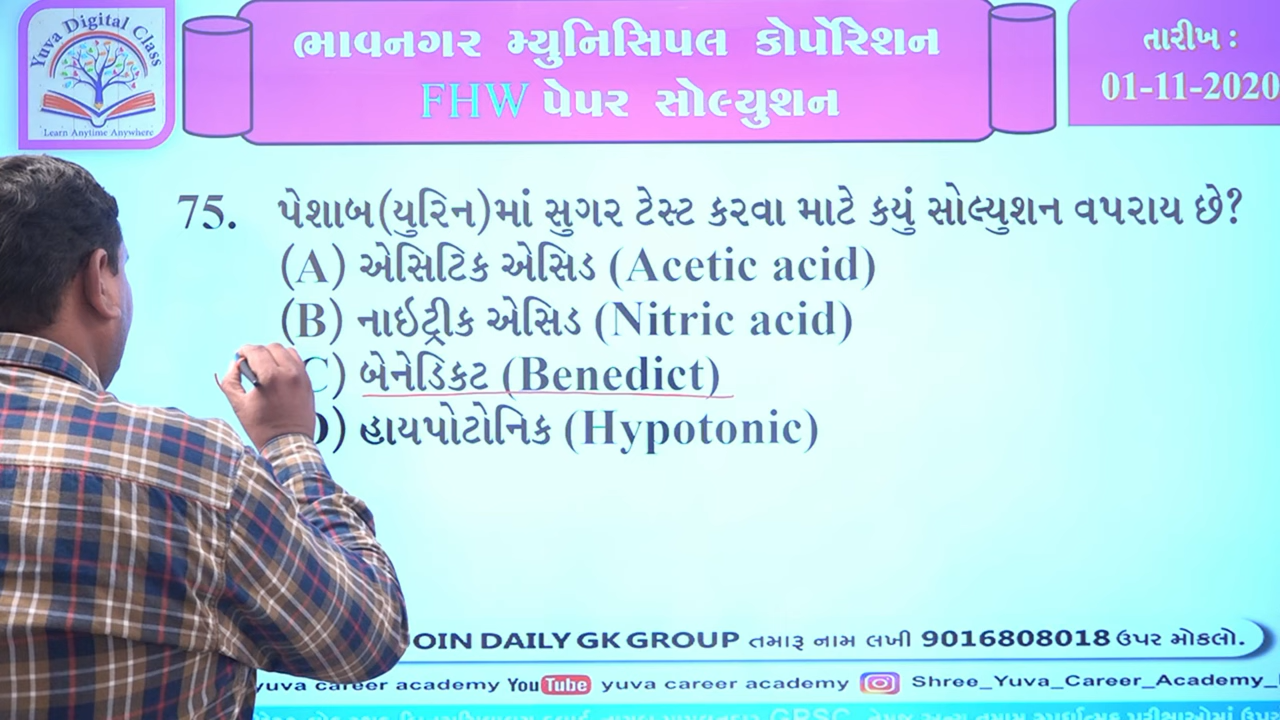 Yuva Digital Class
Learn Anytime Anywhere
ભાવનગર મ્યુનિસિપલ કોર્પોરેશન
FHW પેપર સોલ્યુશન
તારીખ :
01-11-2020
75. પેશાબ(યુરિન)માં સુગર ટેસ્ટ કરવા માટે કયું સોલ્યુશન વપરાય છે?
(A) એસિટિક એસિડ (Acetic acid)
(B) નાઇટ્રીક એસિડ (Nitric acid)
C) બેનેડિકટ (Benedict)
D) હાયપોટોનિક (Hypotonic)
JOIN DAILY GK GROUP તમારૂ નામ લખી 9016808018 ઉપર મોકલો.
yuva career academy YouTube yuva career academy Shree_Yuva_Career_Academy_